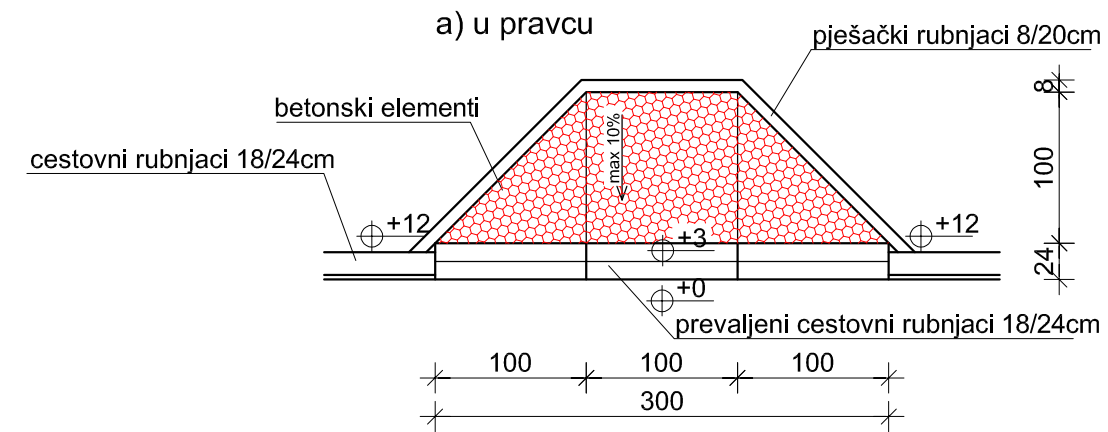 a) u pravcu
pješački rubnjaci 8/20cm
betonski elementi
cestovni rubnjaci 18/24cm
max 10%
8
100
24
+12
+3
+12
+0
prevaljeni cestovni rubnjaci 18/24cm
100
100
100
300